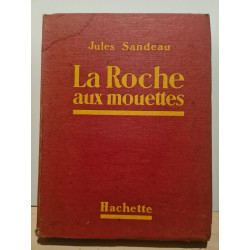 Jules Sandeau
La Roche
aux mouettes
Hachette